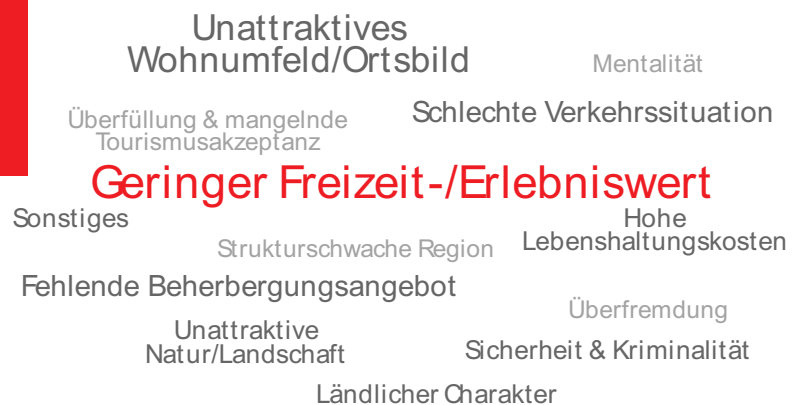 Unattraktives
Wohnumfeld/Ortsbild
Mentalität
Schlechte Verkehrssituation
Überfüllung & mangelnde
Tourismusakzeptanz
Geringer Freizeit-/Erlebniswert
Sonstiges
Hohe
Lebenshaltungskosten
Strukturschwache Region
Fehlende Beherbergungsangebot
Überfremdung
Unattraktive
Natur/Landschaft
Sicherheit & Kriminalität
Ländlicher Charakter